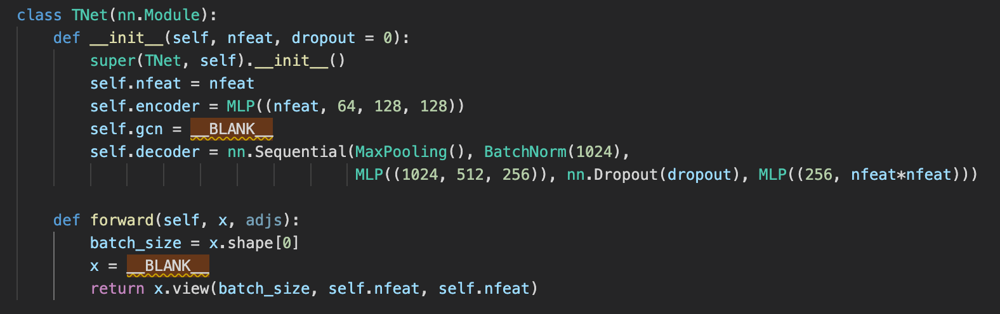 class TNet(nn.Module):
    def __init__(self, nfeat, dropout = 0):
        super(TNet, self).__init__()
        self.nfeat = nfeat
        self.encoder = MLP((nfeat, 64, 128, 128))
        self.gcn = __BLANK__
        self.decoder = nn.Sequential(MaxPooling(), BatchNorm(1024),
                                     MLP((1024, 512, 256)), nn.Dropout(dropout), MLP((256, nfeat*nfeat)))
    def forward(self, x, adjs):
        batch_size = x.shape[0]
        x = __BLANK__
        return x.view(batch_size, self.nfeat, self.nfeat)